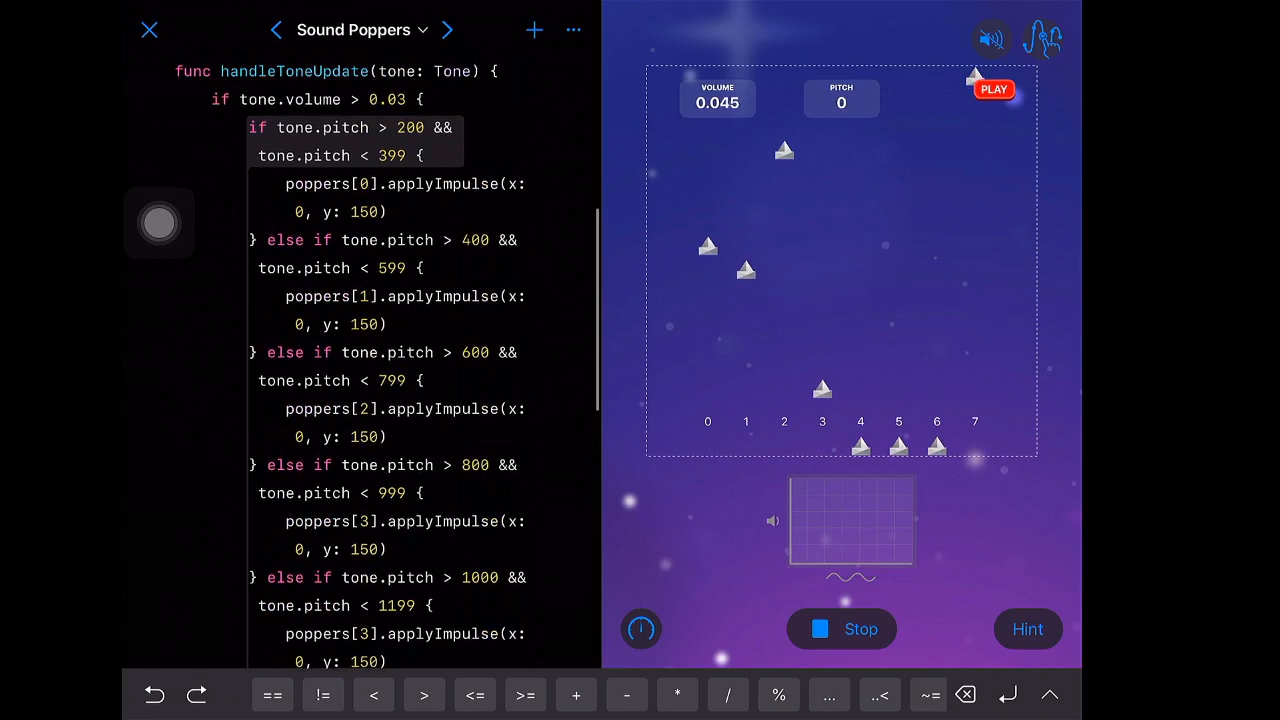 Sound Poppers
func handleToneUpdate(tone: Tone) {
if tone.volume > 0.03 {
if tone.pitch > 200 &&
tone.pitch < 399 {
poppers[0].applyImpulse(x:
0, y: 150)
} else if tone.pitch > 400 &&
tone.pitch < 599 {
poppers[1].applyImpulse(x:
0, y: 150)
} else if tone.pitch > 600 &&
tone.pitch < 799 {
poppers[2].applyImpulse(x:
0, y: 150)
} else if tone.pitch > 800 &&
tone.pitch < 999 {
poppers[3].applyImpulse(x:
0, y: 150)
} else if tone.pitch > 1000 &&
tone.pitch < 1199 {
poppers[3].applyImpulse(x:
0, y: 150)
VOLUME
0.045
PITCH
0
PLAY
0 1 2 3 4 5 6 7
Stop
Hint
== != < > <= >= + - * / % ... ..< ~=